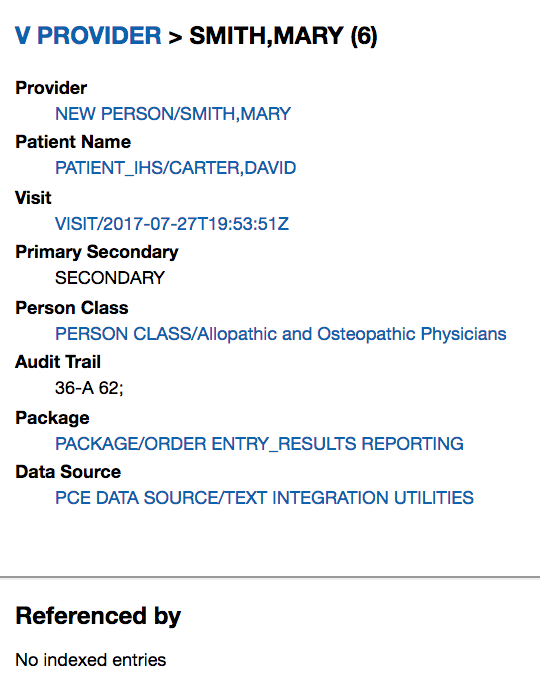 V PROVIDER > SMITH,MARY (6)
Provider
NEW PERSON/SMITH,MARY
Patient Name
PATIENT_IHS/CARTER,DAVID
Visit
VISIT/2017-07-27T19:53:51Z
Primary Secondary
SECONDARY
Person Class
PERSON CLASS/Allopathic and Osteopathic Physicians
Audit Trail
36-A 62;
Package
PACKAGE/ORDER ENTRY_RESULTS REPORTING
Data Source
PCE DATA SOURCE/TEXT INTEGRATION UTILITIES
Referenced by
No indexed entries